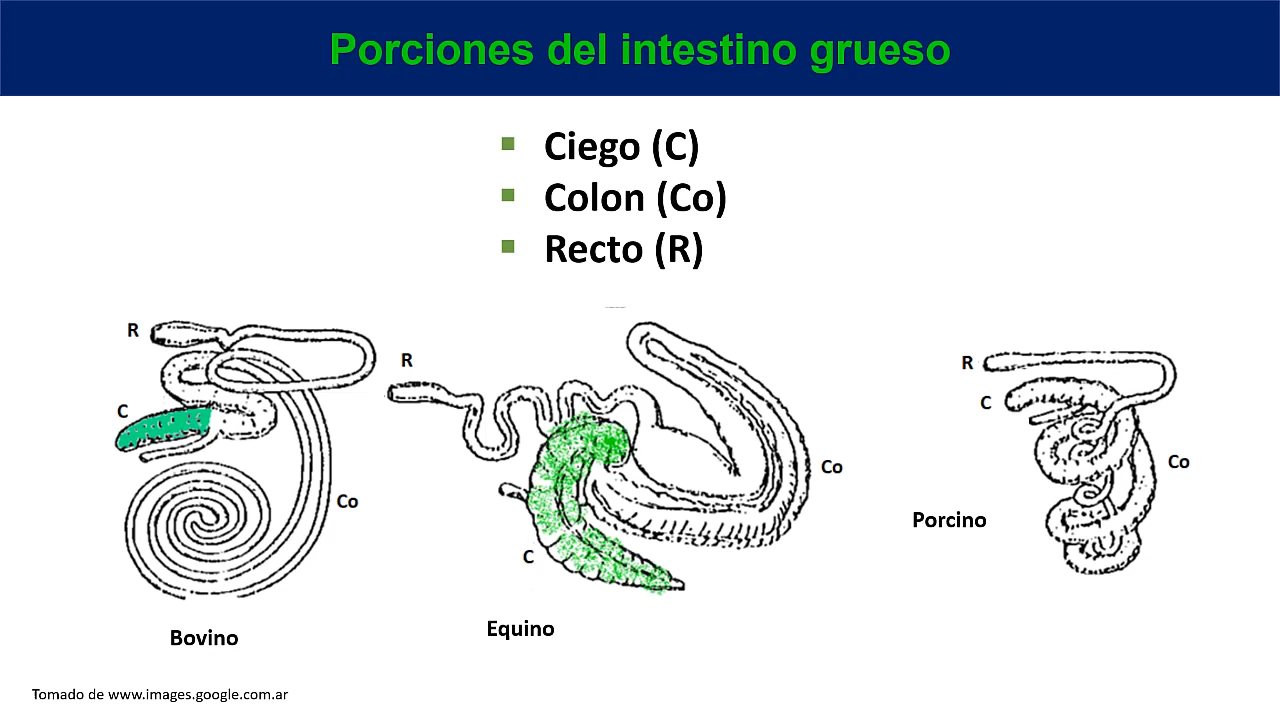 Porciones del intestino grueso
▪ Ciego (C)
▪ Colon (Co)
▪ Recto (R)
R
C
Co
Bovino
R
C
Co
Equino
R
C
Co
Porcino
Tomado de www.images.google.com.ar